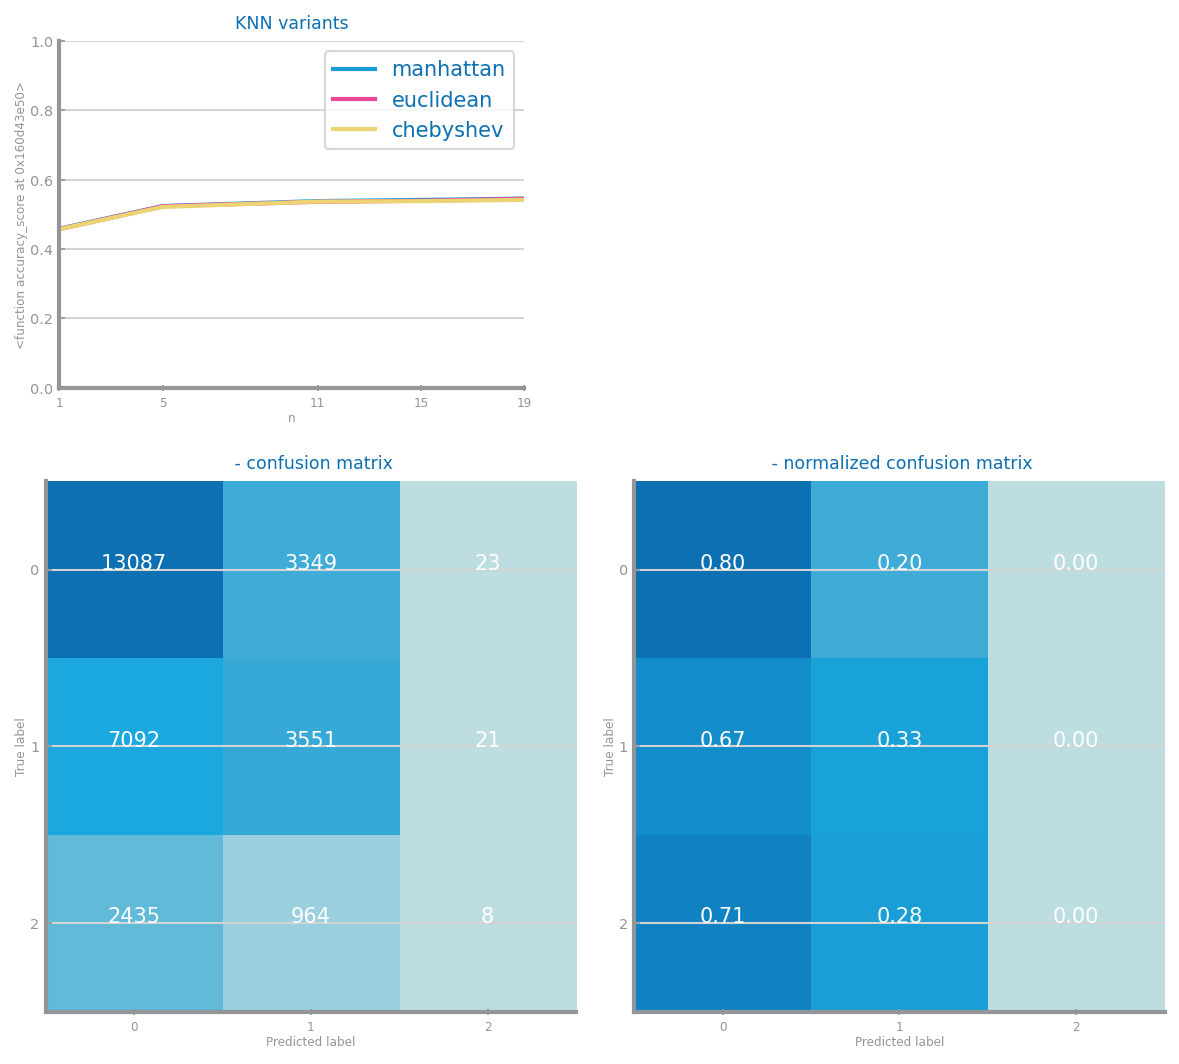 KNN variants
<function accuracy_score at 0x160d43e50>
1.0
0.8
0.6
0.4
0.2
0.0
manhattan
euclidean
chebyshev
1 5 11 15 19
n
- confusion matrix
True label
0 13087 3349 23
1 7092 3551 21
2 2435 964 8
0 1 2
Predicted label
- normalized confusion matrix
True label
0 0.80 0.20 0.00
1 0.67 0.33 0.00
2 0.71 0.28 0.00
0 1 2
Predicted label